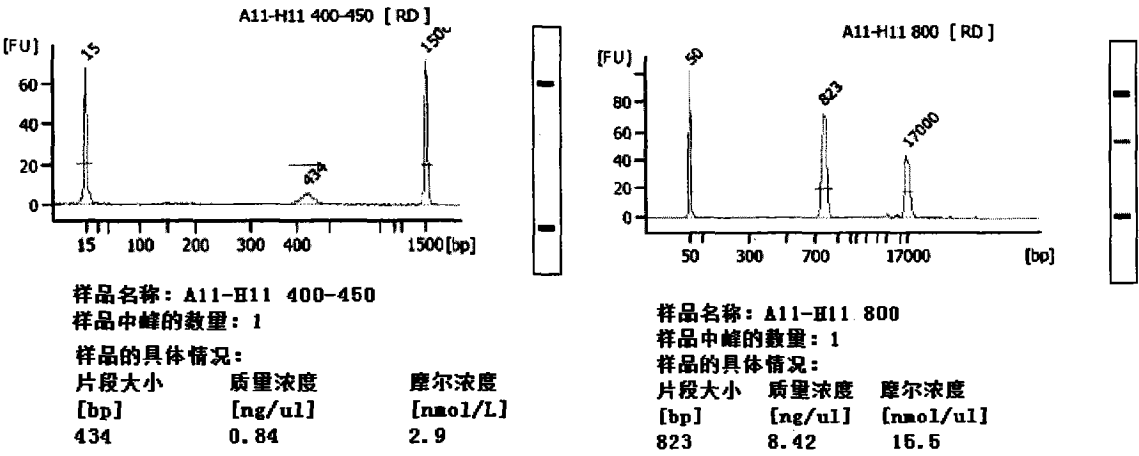 A11-H11 400-450 [ RD ]
[FU]
15
1500
60
40
20
434
0
15 100 200 300 400 1500 [bp]
样品名称: A11-H11 400-450
样品中峰的数量: 1
样品的具体情况:
片段大小 质量浓度 摩尔浓度
[bp] [ng/ul] [nmol/L]
434 0.84 2.9
A11-H11 800 [ RD ]
[FU]
50
823
17000
80
60
40
20
0
50 300 700 17000 [bp]
样品名称: A11-H11 800
样品中峰的数量: 1
样品的具体情况:
片段大小 质量浓度 摩尔浓度
[bp] [ng/ul] [nmol/ul]
823 8.42 15.5